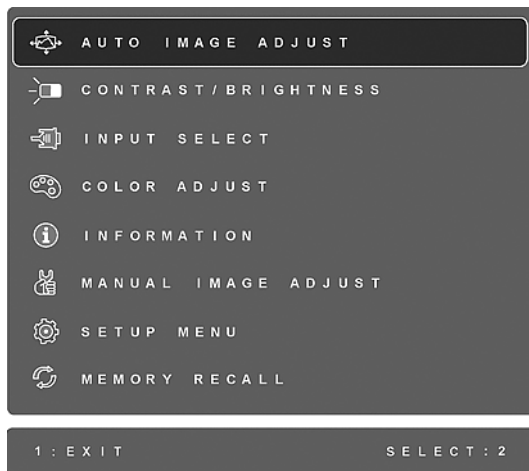 AUTO IMAGE ADJUST
CONTRAST/BRIGHTNESS
INPUT SELECT
COLOR ADJUST
INFORMATION
MANUAL IMAGE ADJUST
SETUP MENU
MEMORY RECALL
1:EXIT SELECT:2